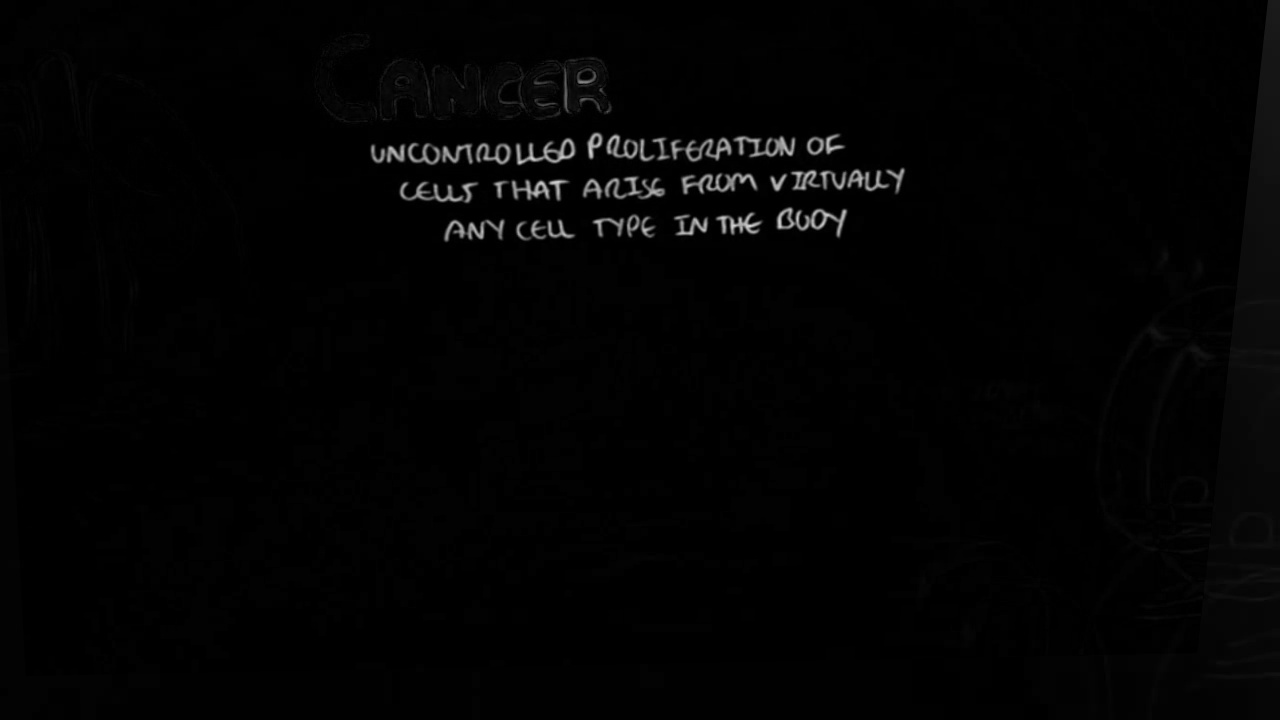 CANCER
UNCONTROLLED PROLIFERATION OF
CELLS THAT ARISE FROM VIRTUALLY
ANY CELL TYPE IN THE BODY